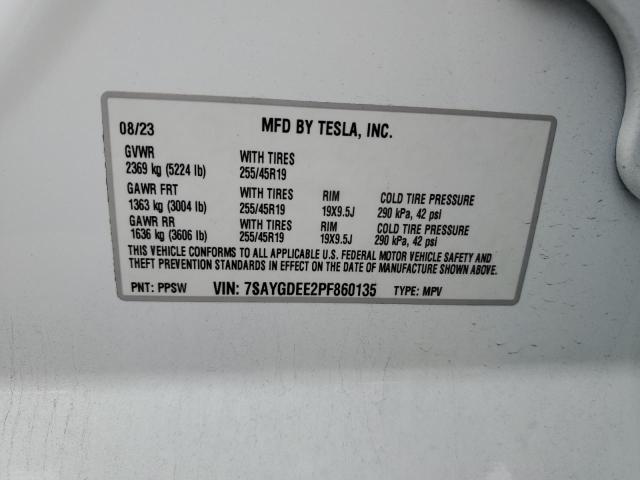 08/23 MFD BY TESLA, INC.
GVWR WITH TIRES
2369 kg (5224 lb) 255/45R19
GAWR FRT WITH TIRES RIM COLD TIRE PRESSURE
1363 kg (3004 lb) 255/45R19 19X9.5J 290 kPa, 42 psi
GAWR RR WITH TIRES RIM COLD TIRE PRESSURE
1636 kg (3606 lb) 255/45R19 19X9.5J 290 kPa, 42 psi
THIS VEHICLE CONFORMS TO ALL APPLICABLE U.S. FEDERAL MOTOR VEHICLE SAFETY AND
THEFT PREVENTION STANDARDS IN EFFECT ON THE DATE OF MANUFACTURE SHOWN ABOVE.
PNT: PPSW VIN: 7SAYGDEE2PF860135 TYPE: MPV